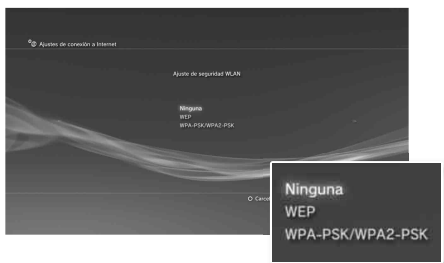 Ajustes de conexión a Internet
Ajuste de seguridad WLAN
Ninguna
WEP
WPA-PSK/WPA2-PSK
Ninguna
WEP
WPA-PSK/WPA2-PSK